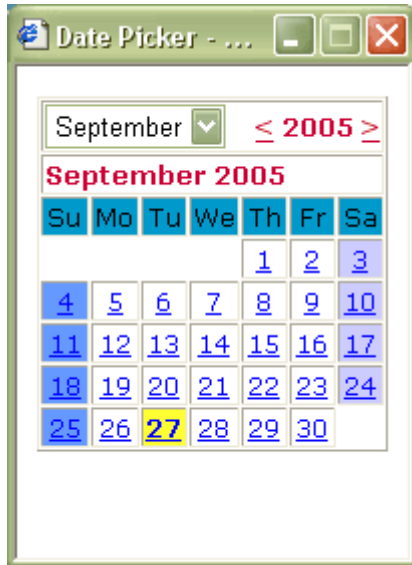 Date Picker - ...
September < 2005 >
September 2005
Su Mo Tu We Th Fr Sa
1 2 3
4 5 6 7 8 9 10
11 12 13 14 15 16 17
18 19 20 21 22 23 24
25 26 27 28 29 30